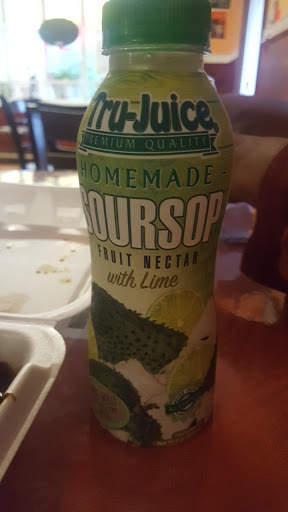 Tru-Juice
PREMIUM QUALITY
HOMEMADE
SOURSOP
FRUIT NECTAR
with Lime